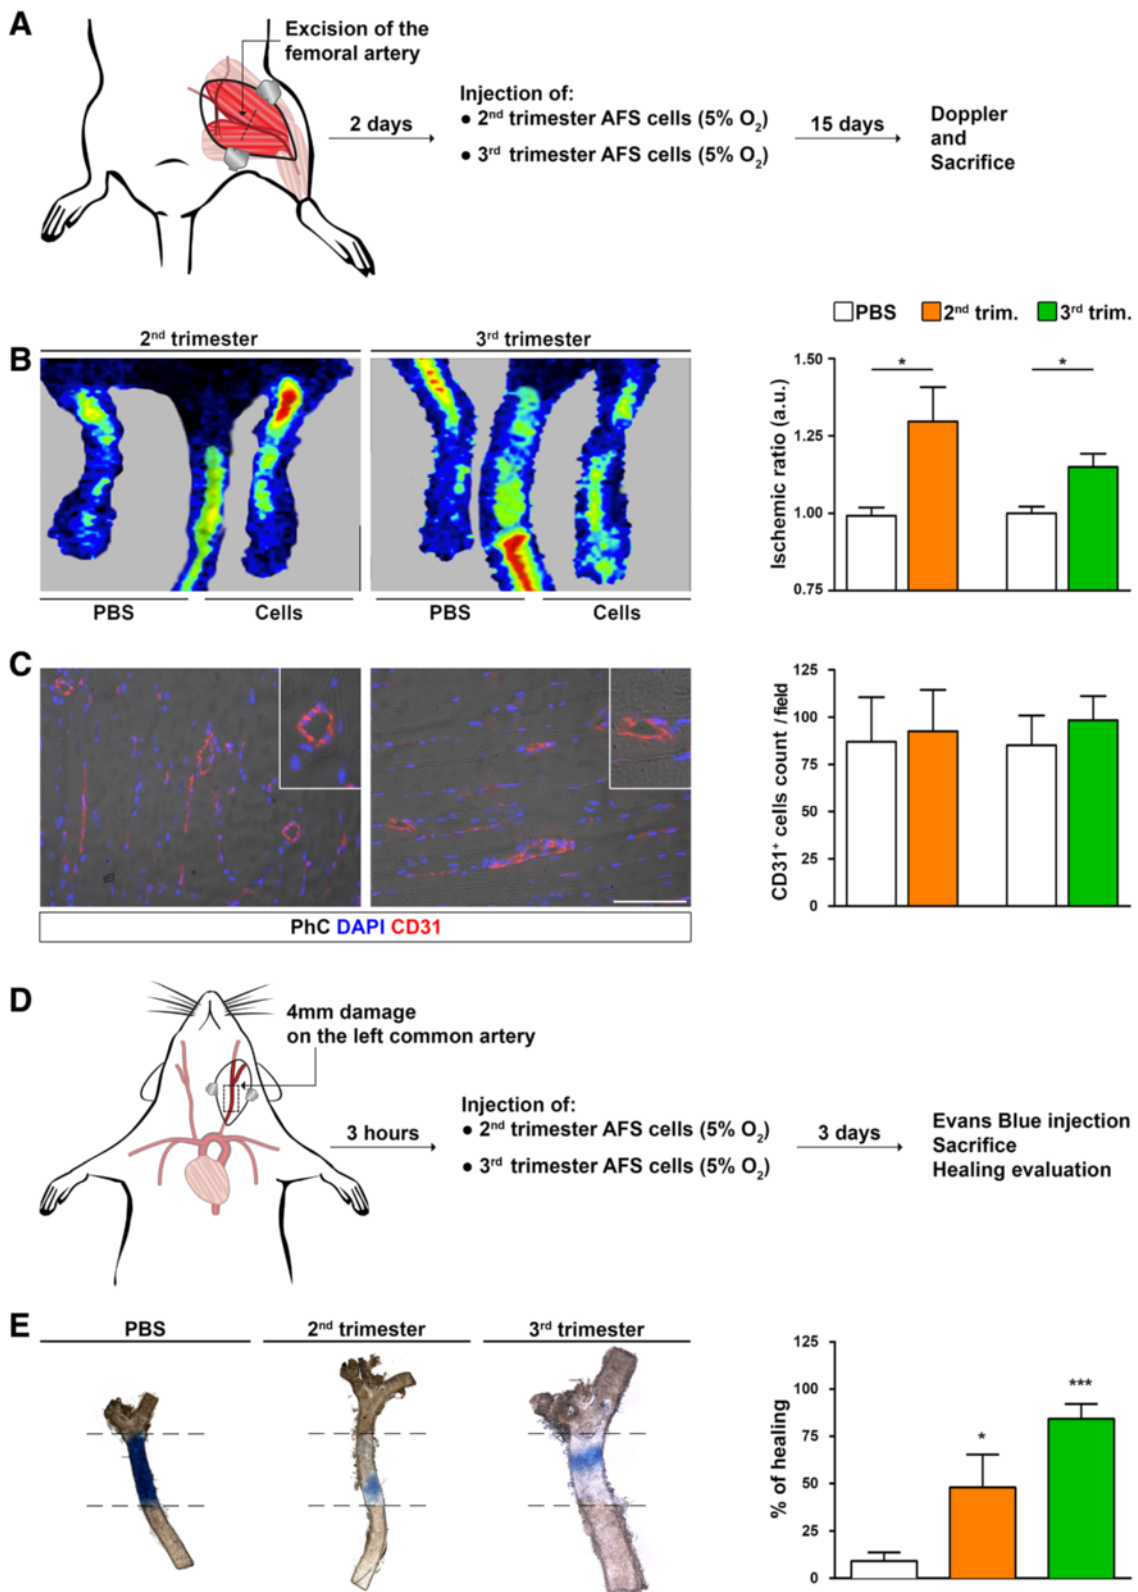 A
Excision of the
femoral artery
2 days
Injection of:
● 2nd trimester AFS cells (5% O2)
● 3rd trimester AFS cells (5% O2)
15 days
Doppler
and
Sacrifice
B
2nd trimester
3rd trimester
PBS
Cells
PBS
Cells
PBS 2nd trim. 3rd trim.
Ischemic ratio (a.u.)
1.50
1.25
1.00
0.75
*
*
C
PhC DAPI CD31
CD31+ cells count / field
125
100
75
50
25
0
D
4mm damage
on the left common artery
3 hours
Injection of:
● 2nd trimester AFS cells (5% O2)
● 3rd trimester AFS cells (5% O2)
3 days
Evans Blue injection
Sacrifice
Healing evaluation
E
PBS
2nd trimester
3rd trimester
% of healing
100
75
50
25
0
*
***